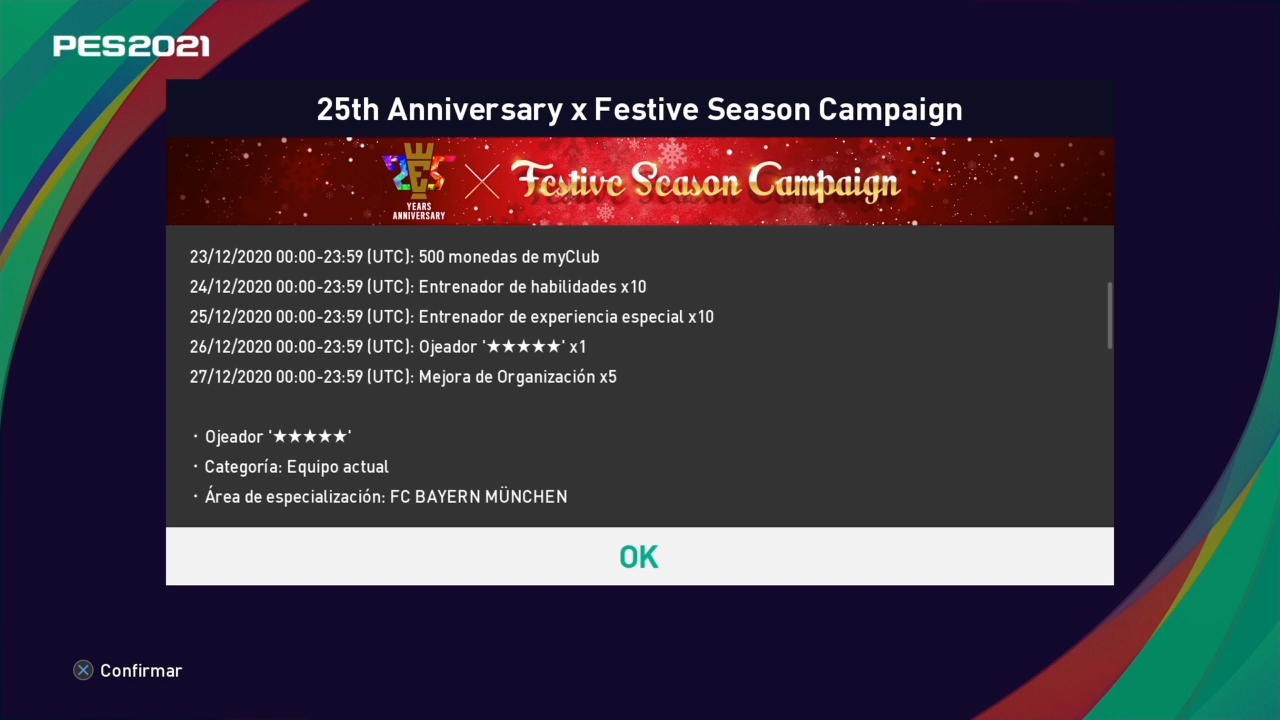 PES2021
25th Anniversary x Festive Season Campaign
25
YEARS
ANNIVERSARY
× Festive Season Campaign
23/12/2020 00:00-23:59 (UTC): 500 monedas de myClub
24/12/2020 00:00-23:59 (UTC): Entrenador de habilidades x10
25/12/2020 00:00-23:59 (UTC): Entrenador de experiencia especial x10
26/12/2020 00:00-23:59 (UTC): Ojeador '★★★★★' x1
27/12/2020 00:00-23:59 (UTC): Mejora de Organización x5
・Ojeador '★★★★★'
・Categoría: Equipo actual
・Área de especialización: FC BAYERN MÜNCHEN
OK
Confirmar